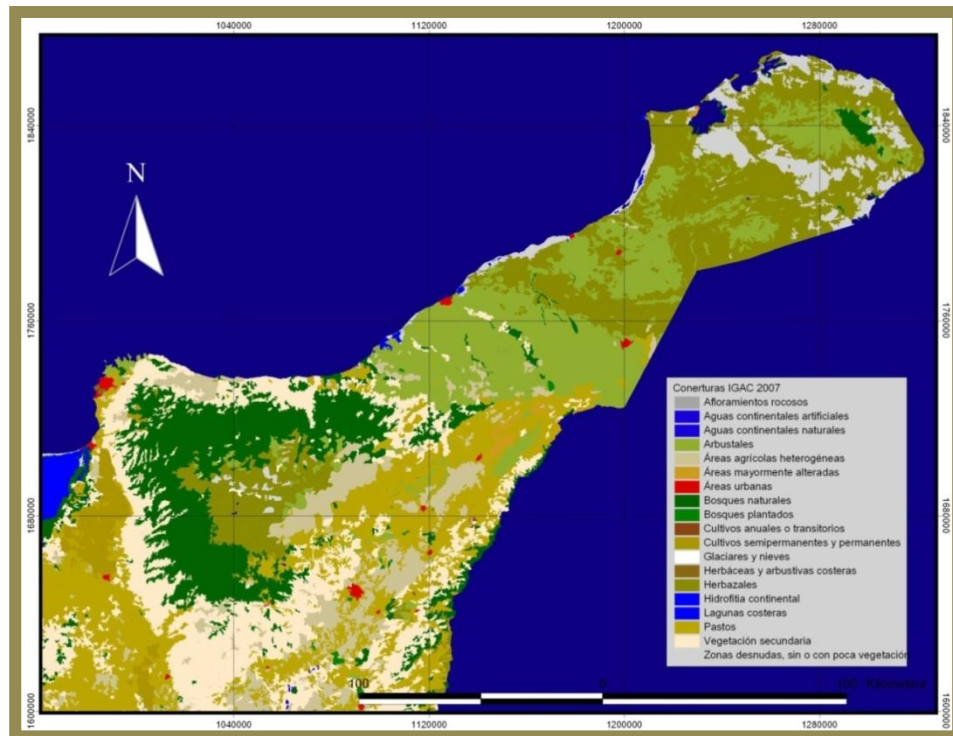 1040000 1120000 1200000 1280000
1840000 1840000
N
1760000 1760000
Conerturas IGAC 2007
Afloramientos rocosos
Aguas continentales artificiales
Aguas continentales naturales
Arbustales
Áreas agrícolas heterogéneas
Áreas mayormente alteradas
Áreas urbanas
Bosques naturales
Bosques plantados
Cultivos anuales o transitorios
Cultivos semipermanentes y permanentes
Glaciares y nieves
Herbáceas y arbustivas costeras
Herbazales
Hidrofitia continental
Lagunas costeras
Pastos
Vegetación secundaria
Zonas desnudas, sin o con poca vegetación
1680000 1680000
100 0 100 Kilometers
1600000 1600000
1040000 1120000 1200000 1280000